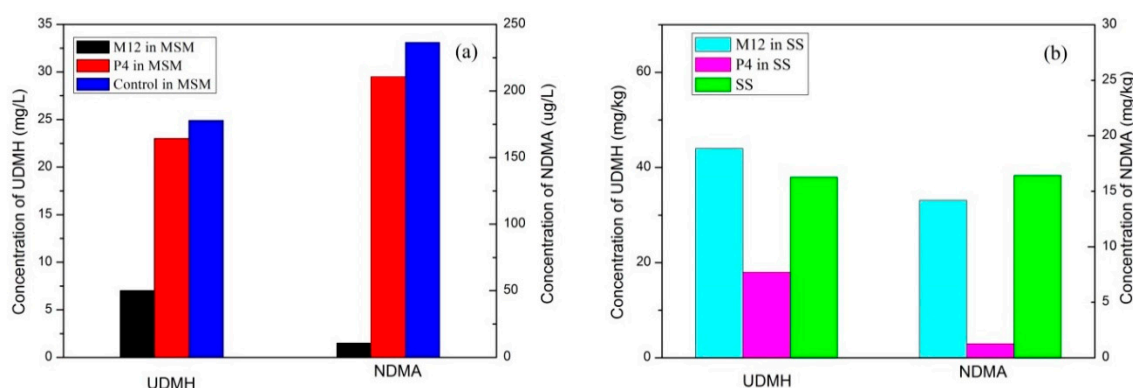 Concentration of UDMH (mg/L)
35
30
25
20
15
10
5
0
M12 in MSM
P4 in MSM
Control in MSM
(a)
250
200
150
100
50
0
Concentration of NDMA (ug/L)
UDMH
NDMA
Concentration of UDMH (mg/kg)
60
40
20
0
M12 in SS
P4 in SS
SS
(b)
30
25
20
15
10
5
0
Concentration of NDMA (mg/kg)
UDMH
NDMA